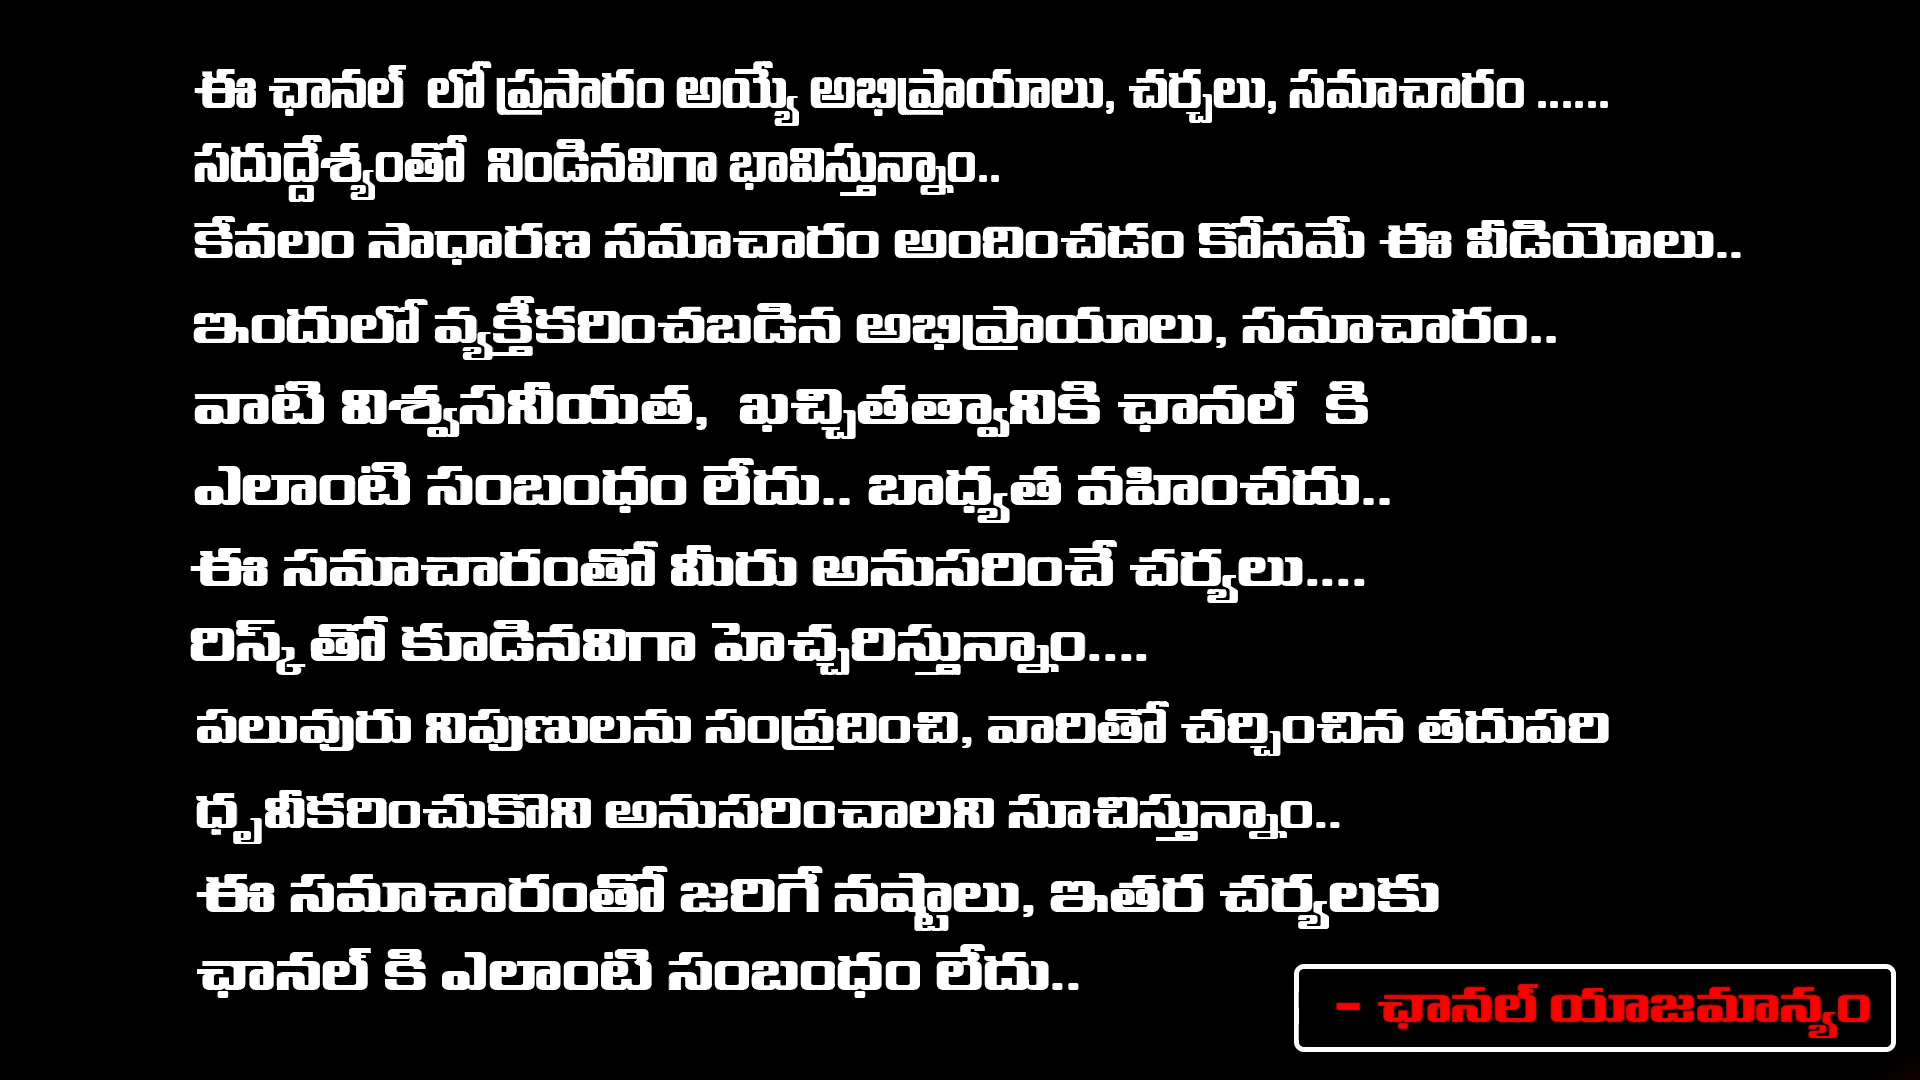 ఈ ఛానల్ లో ప్రసారం అయ్యే అభిప్రాయాలు, చర్చలు, సమాచారం ......
సదుద్దేశ్యంతో నిండినవిగా భావిస్తున్నాం..
కేవలం సాధారణ సమాచారం అందించడం కోసమే ఈ వీడియోలు..
ఇందులో వ్యక్తీకరించబడిన అభిప్రాయాలు, సమాచారం..
వాటి విశ్వసనీయత, ఖచ్చితత్వానికి ఛానల్ కి
ఎలాంటి సంబంధం లేదు.. బాధ్యత వహించదు..
ఈ సమాచారంతో మీరు అనుసరించే చర్యలు....
రిస్క్ తో కూడినవిగా హెచ్చరిస్తున్నాం....
పలువురు నిపుణులను సంప్రదించి, వారితో చర్చించిన తదుపరి
ధృవీకరించుకొని అనుసరించాలని సూచిస్తున్నాం..
ఈ సమాచారంతో జరిగే నష్టాలు, ఇతర చర్యలకు
ఛానల్ కి ఎలాంటి సంబంధం లేదు..
- ఛానల్ యాజమాన్యం